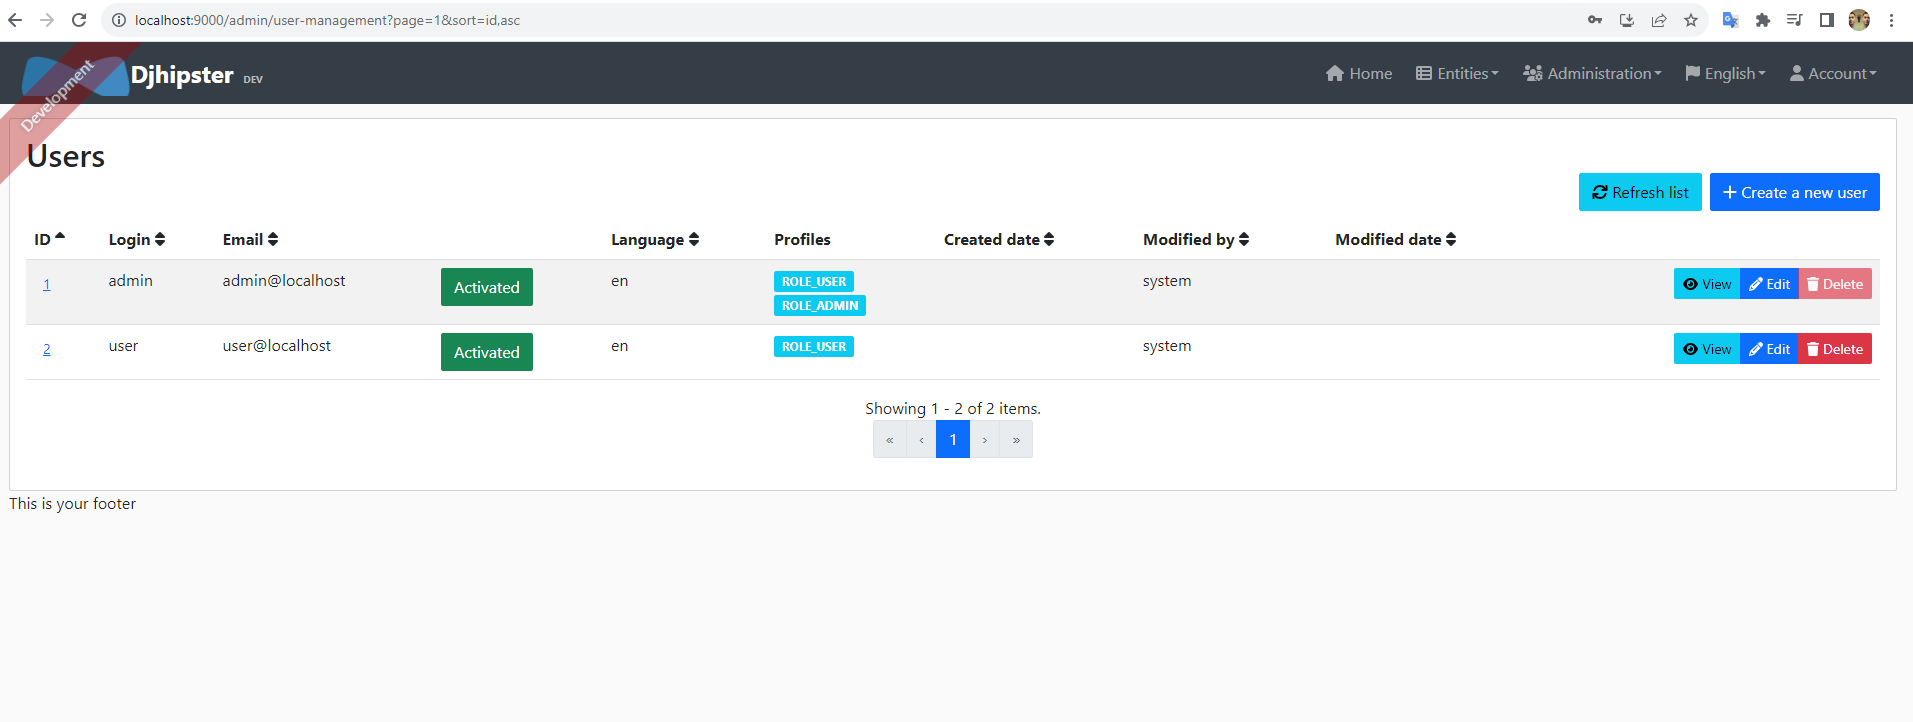 localhost:9000/admin/user-management?page=1&sort=id,asc
Development
Djhipster DEV
Home Entities Administration English Account
Users
Refresh list Create a new user
ID Login Email Language Profiles Created date Modified by Modified date
1 admin admin@localhost Activated en ROLE_USER system View Edit Delete
ROLE_ADMIN
2 user user@localhost Activated en ROLE_USER system View Edit Delete
Showing 1 - 2 of 2 items.
« ‹ 1 › »
This is your footer